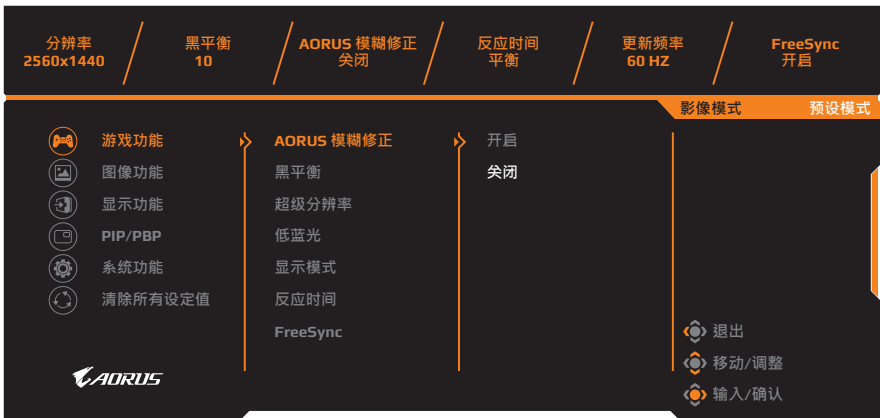 分辨率
2560x1440
黑平衡
10
AORUS 模糊修正
关闭
反应时间
平衡
更新频率
60 HZ
FreeSync
开启
影像模式 预设模式
游戏功能
图像功能
显示功能
PIP/PBP
系统功能
清除所有设定值
AORUS 模糊修正
黑平衡
超级分辨率
低蓝光
显示模式
反应时间
FreeSync
开启
关闭
退出
移动/调整
输入/确认
AORUS